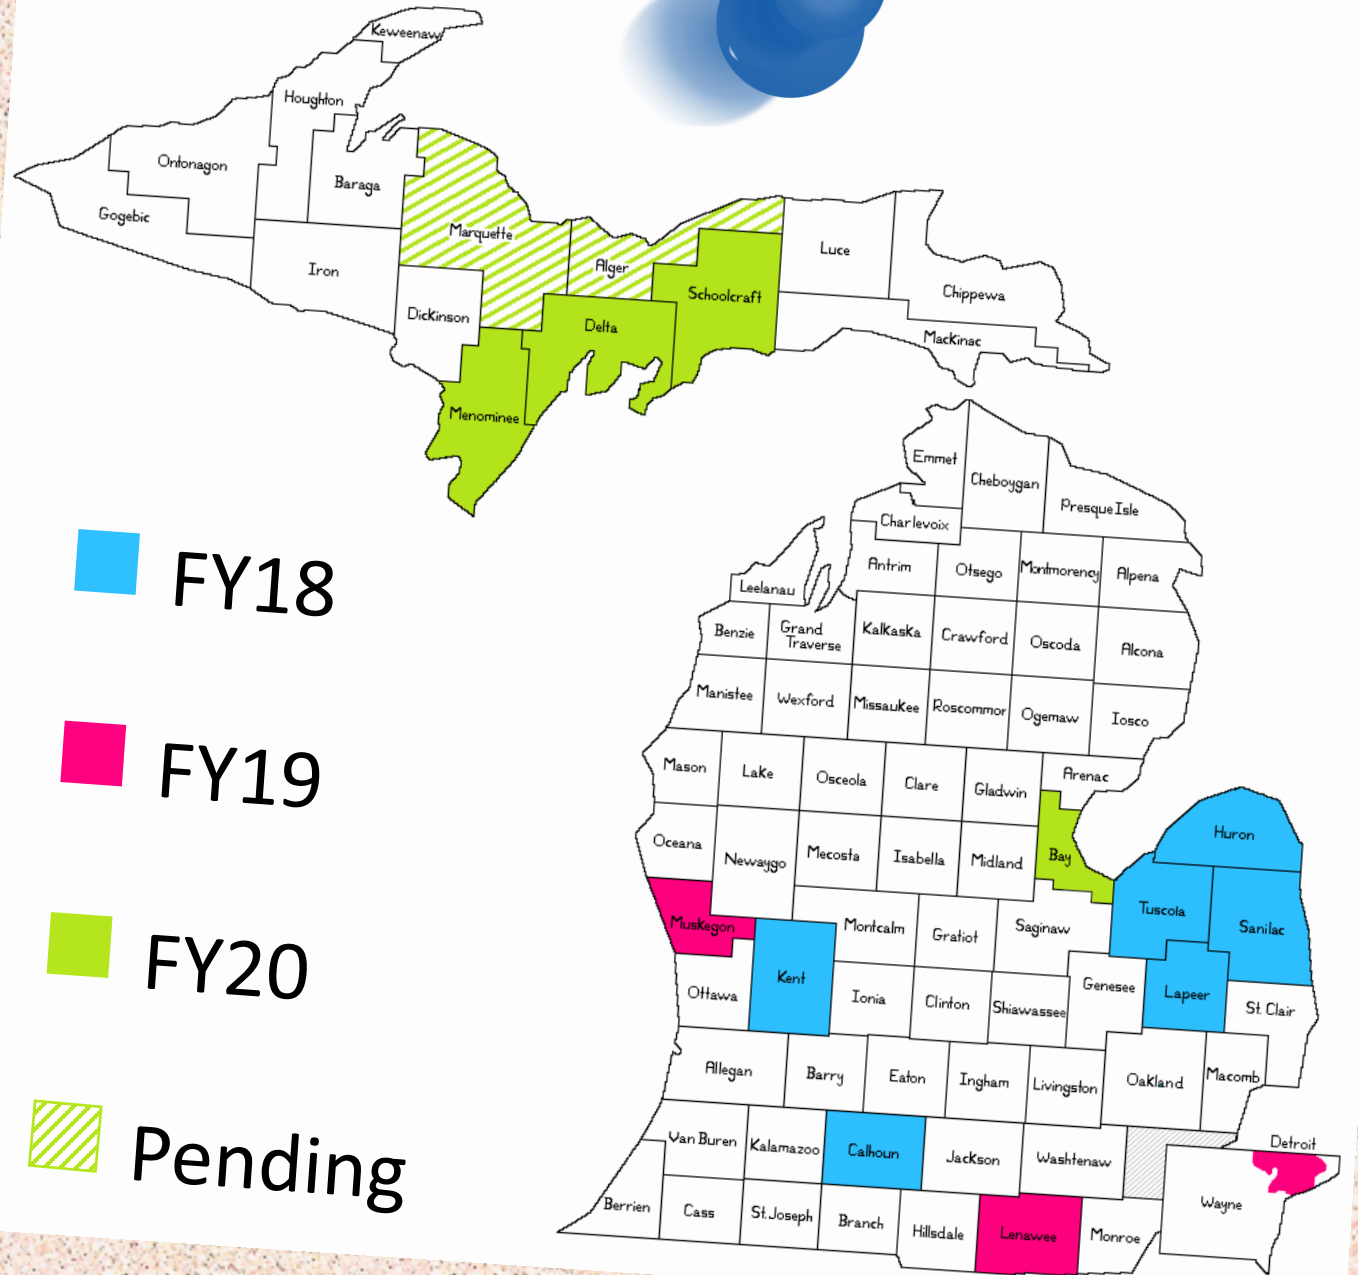 Keweenaw
Houghton
Ontonagon
Baraga
Gogebic
Marquette
Iron
Alger
Luce
Dickinson
Schoolcraft
Chippewa
Delta
Mackinac
Menominee
Emmet
Cheboygan
Presque Isle
Charlevoix
Antrim
Otsego
Montmorency
Alpena
Leelanau
Benzie
Grand
Traverse
Kalkaska
Crawford
Oscoda
Alcona
Manistee
Wexford
Missaukee
Roscommor
Ogemaw
Iosco
Mason
Lake
Osceola
Clare
Gladwin
Arenac
Huron
Oceana
Newaygo
Mecosta
Isabella
Midland
Bay
Tuscola
Sanilac
Muskegon
Montcalm
Gratiot
Saginaw
Kent
Ottawa
Ionia
Clinton
Shiawassee
Genesee
Lapeer
St. Clair
Allegan
Barry
Eaton
Ingham
Livingston
Oakland
Macomb
Van Buren
Kalamazoo
Calhoun
Jackson
Washtenaw
Detroit
Wayne
Berrien
Cass
St. Joseph
Branch
Hillsdale
Lenawee
Monroe
FY18
FY19
FY20
Pending